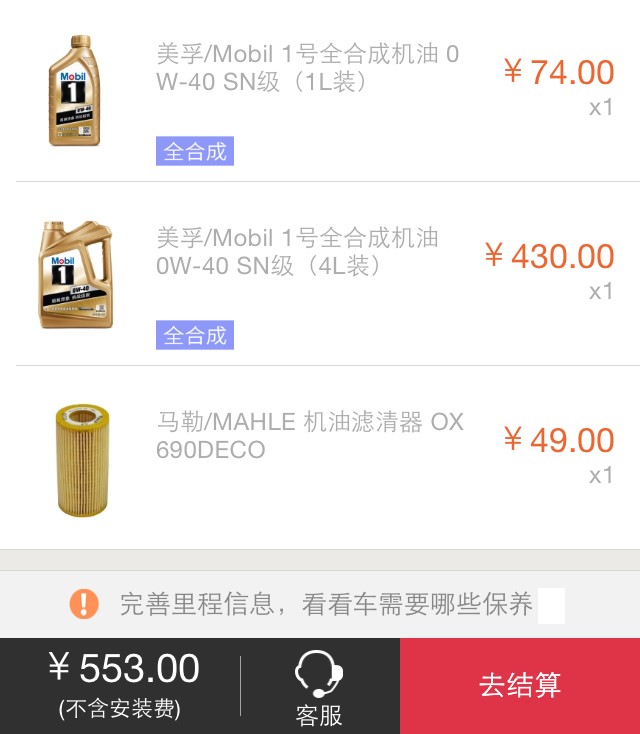 美孚/Mobil 1号全合成机油 0
W-40 SN级（1L装）
￥74.00
x1
全合成
Mobil
1
0W-40
美孚/Mobil 1号全合成机油
0W-40 SN级（4L装）
￥430.00
x1
全合成
Mobil
1
0W-40
马勒/MAHLE 机油滤清器 OX
690DECO
￥49.00
x1
完善里程信息，看看车需要哪些保养
￥553.00
(不含安装费)
客服
去结算